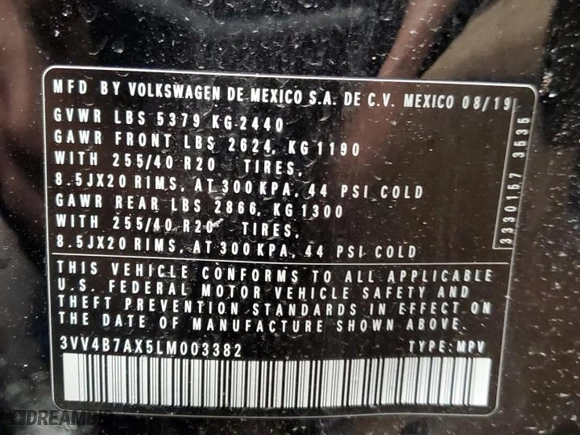 MFD BY VOLKSWAGEN DE MEXICO S.A. DE C.V. MEXICO 08/19
GVWR LBS 5379 KG 2440
GAWR FRONT LBS 2624, KG 1190
WITH 255/40 R20 TIRES,
8.5JX20 RIMS, AT 300 KPA, 44 PSI COLD
GAWR REAR LBS 2866, KG 1300
WITH 255/40 R20 TIRES,
8.5JX20 RIMS, AT 300 KPA, 44 PSI COLD
3330157 3535
THIS VEHICLE CONFORMS TO ALL APPLICABLE
U.S. FEDERAL MOTOR VEHICLE SAFETY AND
THEFT PREVENTION STANDARDS IN EFFECT ON
THE DATE OF MANUFACTURE SHOWN ABOVE.
3VV4B7AX5LM003382 TYPE: MPV